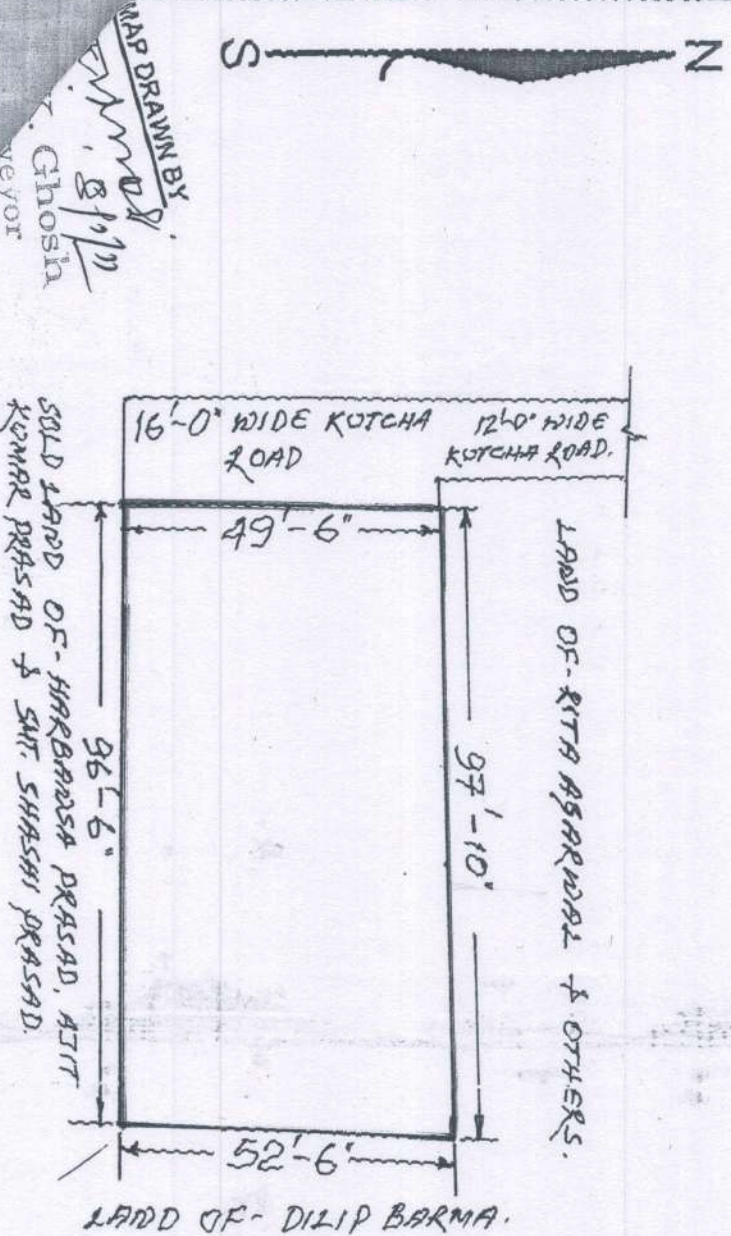 S N
MAP DRAWN BY
Ghosh
veyor
16'-0" WIDE KUTCHA
ROAD
12'-0" WIDE
KUTCHA ROAD.
49'-6"
97'-10"
96'-6"
52'-6"
LAND OF- RITA AGARWAL & OTHERS.
SOLD LAND OF- HARBANSA PRASAD, AJIT
KUMAR PRASAD & SMT. SHASHI PRASAD.
LAND OF- DILIP BARMA.